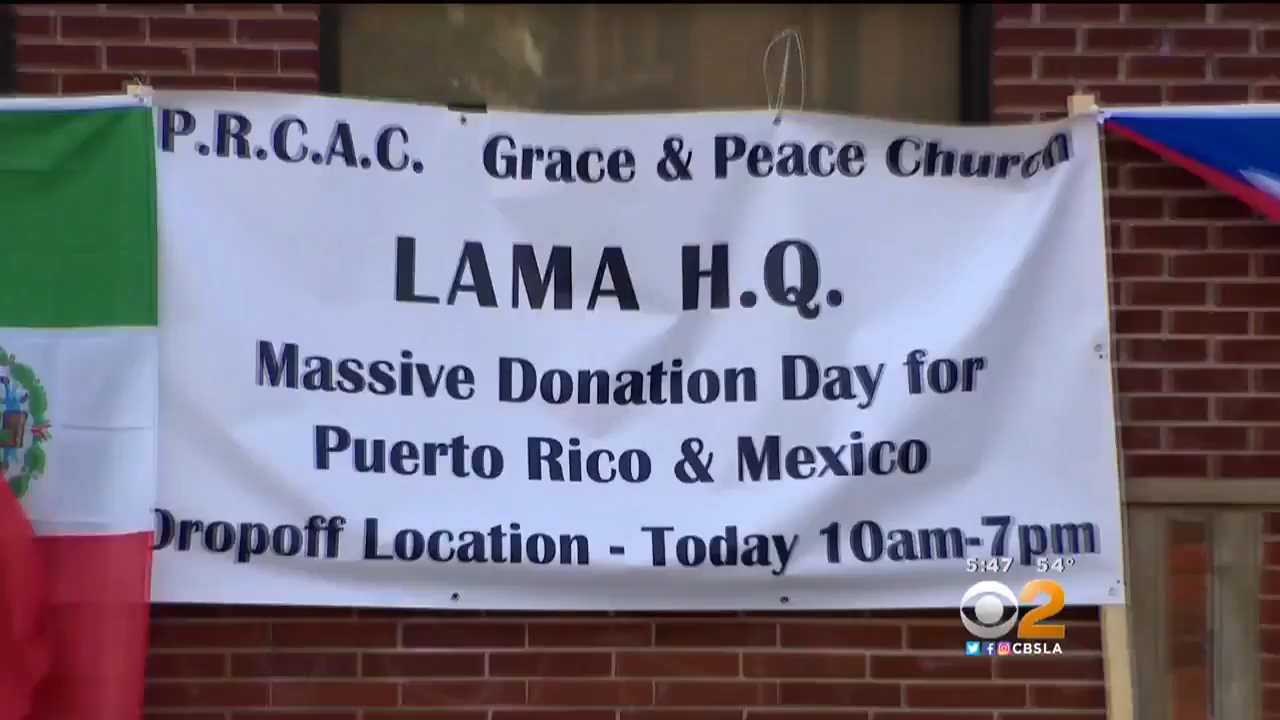 P.R.C.A.C. Grace & Peace Church
LAMA H.Q.
Massive Donation Day for
Puerto Rico & Mexico
Dropoff Location - Today 10am-7pm
5:47 54°
2
CBSLA